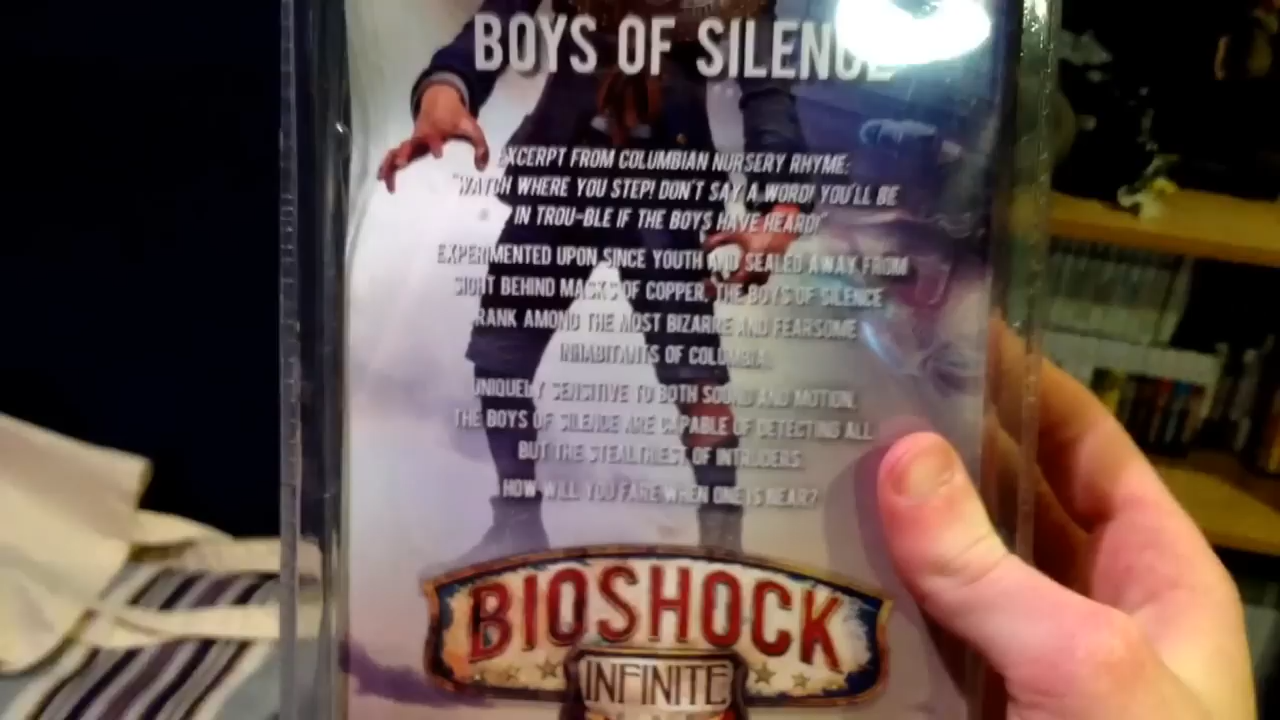 BOYS OF SILENCE
EXCERPT FROM COLUMBIAN NURSERY RHYME:
"WATCH WHERE YOU STEP! DON'T SAY A WORD! YOU'LL BE
IN TROU-BLE IF THE BOYS HAVE HEARD!"
EXPERIMENTED UPON SINCE YOUTH AND SEALED AWAY FROM
SIGHT BEHIND MASKS OF COPPER, THE BOYS OF SILENCE
RANK AMONG THE MOST BIZARRE AND FEARSOME
INHABITANTS OF COLUMBIA.
UNIQUELY SENSITIVE TO BOTH SOUND AND MOTION,
THE BOYS OF SILENCE ARE CAPABLE OF DETECTING ALL
BUT THE STEALTHIEST OF INTRUDERS.
HOW WILL YOU FARE WHEN ONE IS NEAR?
BIOSHOCK
INFINITE